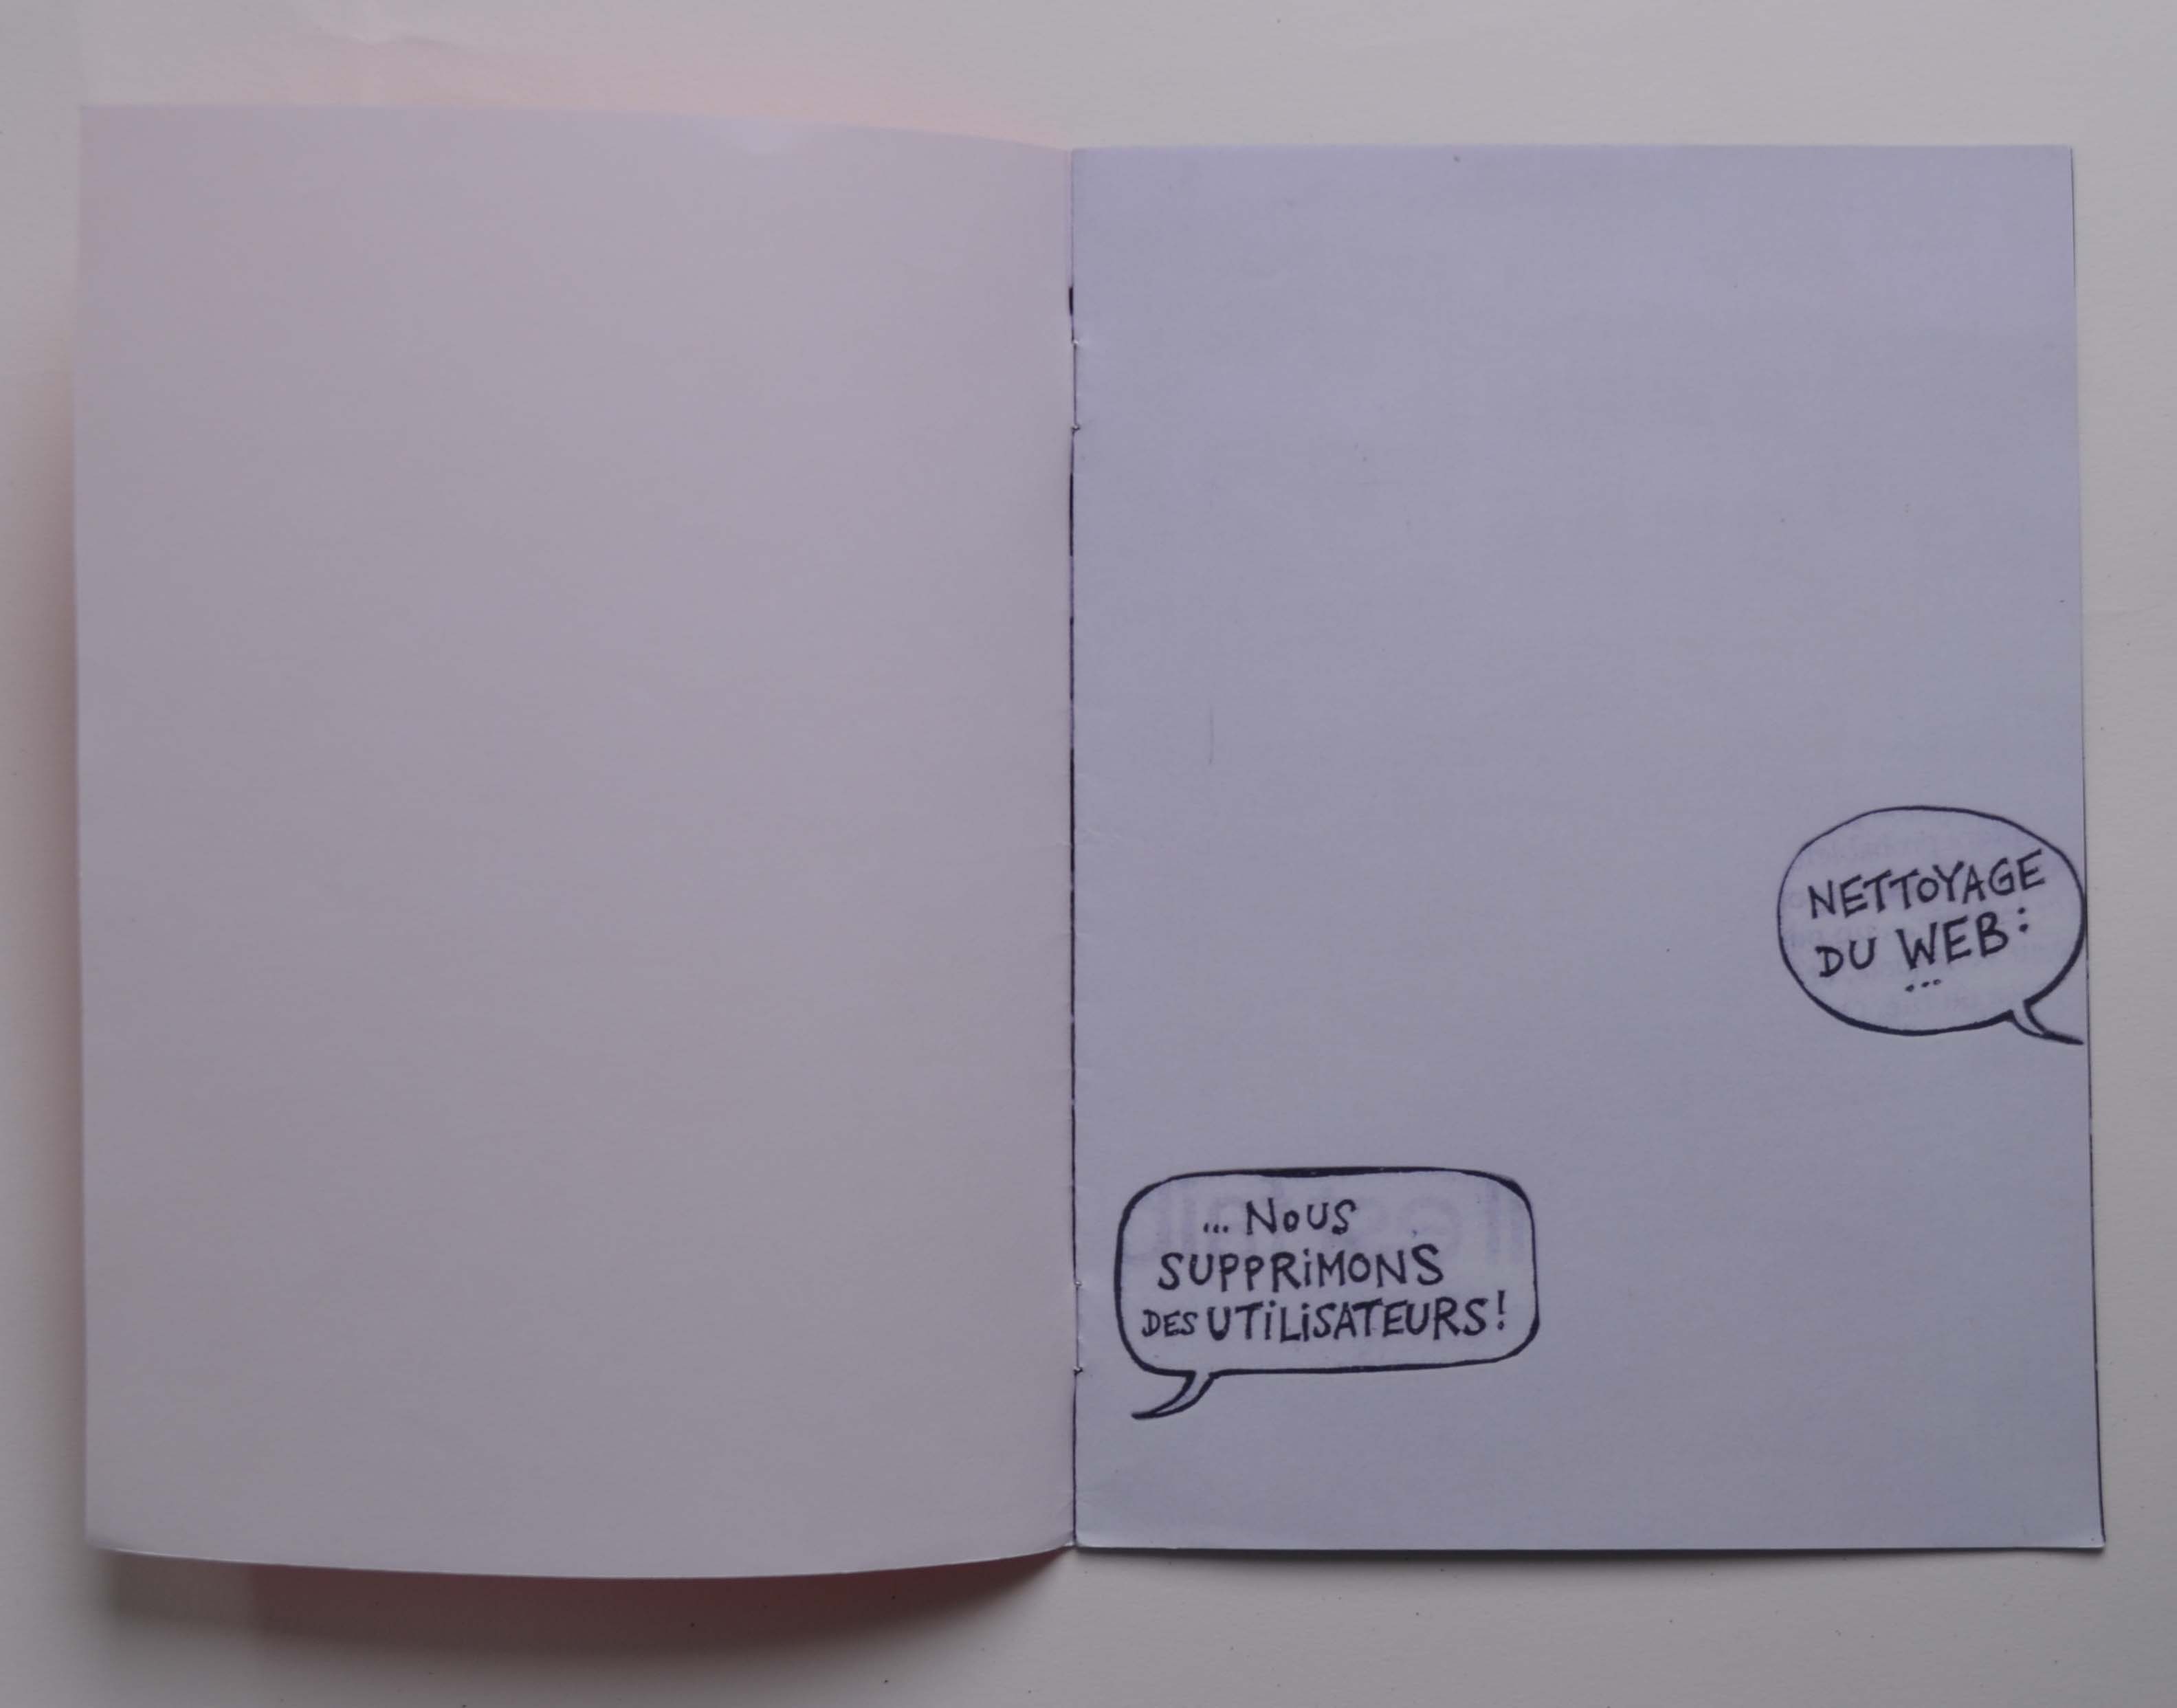 NETTOYAGE
DU WEB:
...
... NOUS
SUPPRiMONS
DES UTiLiSATEURS!